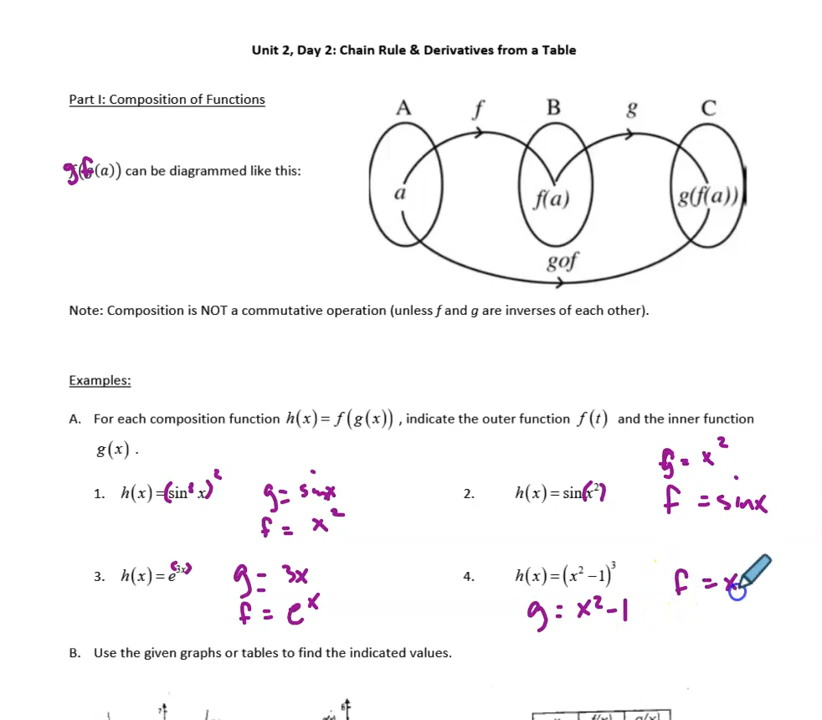 Unit 2, Day 2: Chain Rule & Derivatives from a Table
Part I: Composition of Functions
A f B g C
g(f(a)) can be diagrammed like this:
a f(a) g(f(a))
gof
Note: Composition is NOT a commutative operation (unless f and g are inverses of each other).
Examples:
A. For each composition function h(x) = f(g(x)), indicate the outer function f(t) and the inner function
g(x).
g = x²
1. h(x) = (sin x)² g = sin x 2. h(x) = sin(x²) f = sin x
f = x²
3. h(x) = e^(3x) g = 3x 4. h(x) = (x² − 1)³ f = x
f = e^x g = x² − 1
B. Use the given graphs or tables to find the indicated values.